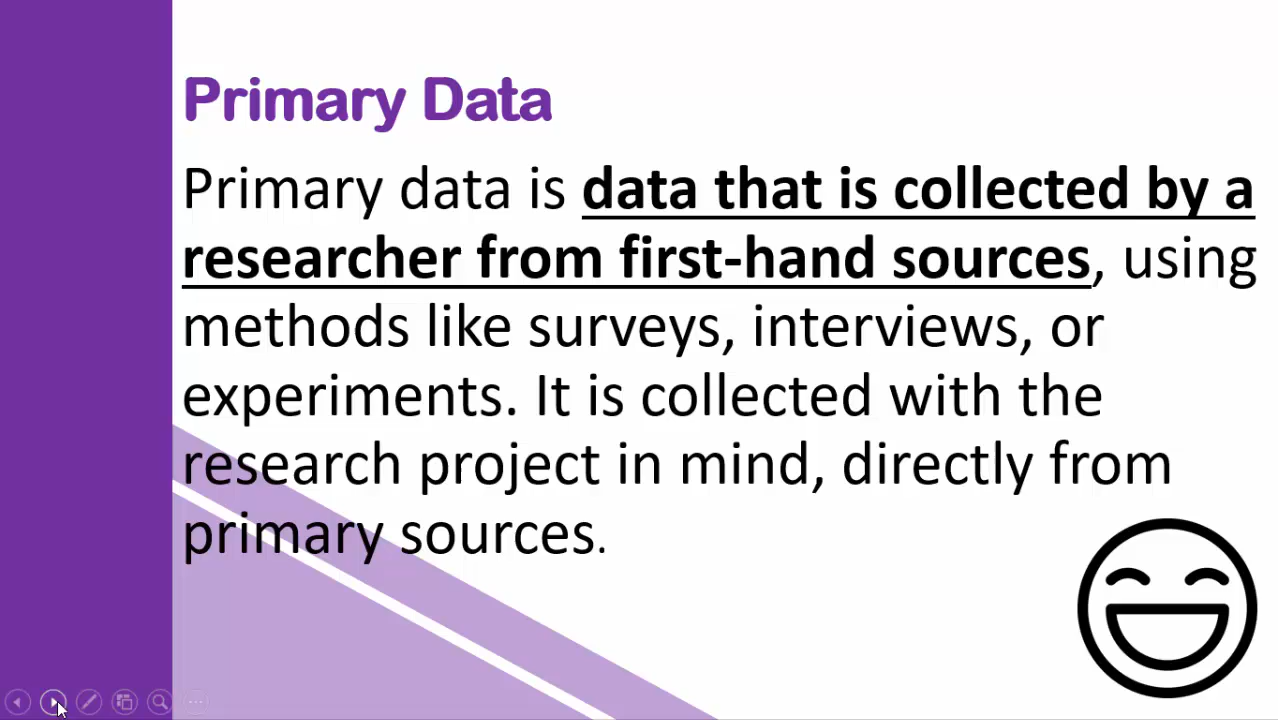 Primary Data
Primary data is data that is collected by a
researcher from first-hand sources, using
methods like surveys, interviews, or
experiments. It is collected with the
research project in mind, directly from
primary sources.